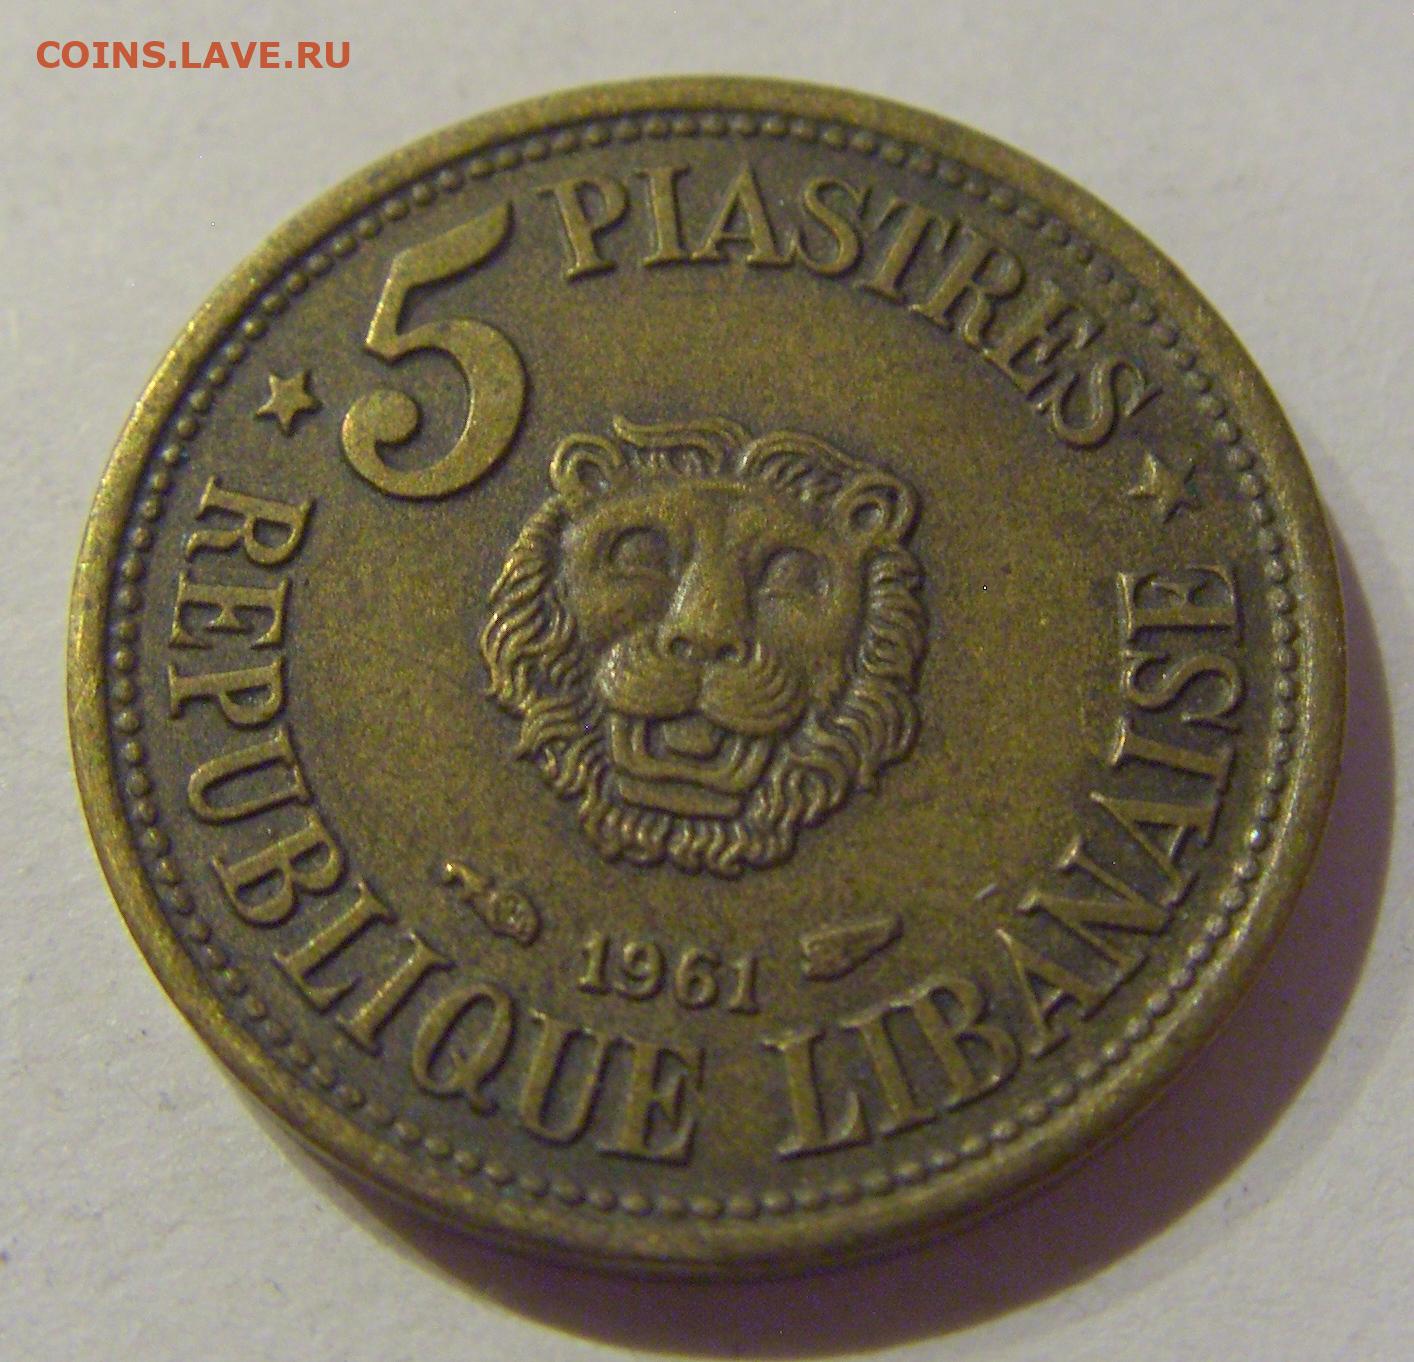 COINS.LAVE.RU
5 PIASTRES
REPUBLIQUE LIBANAISE
1961